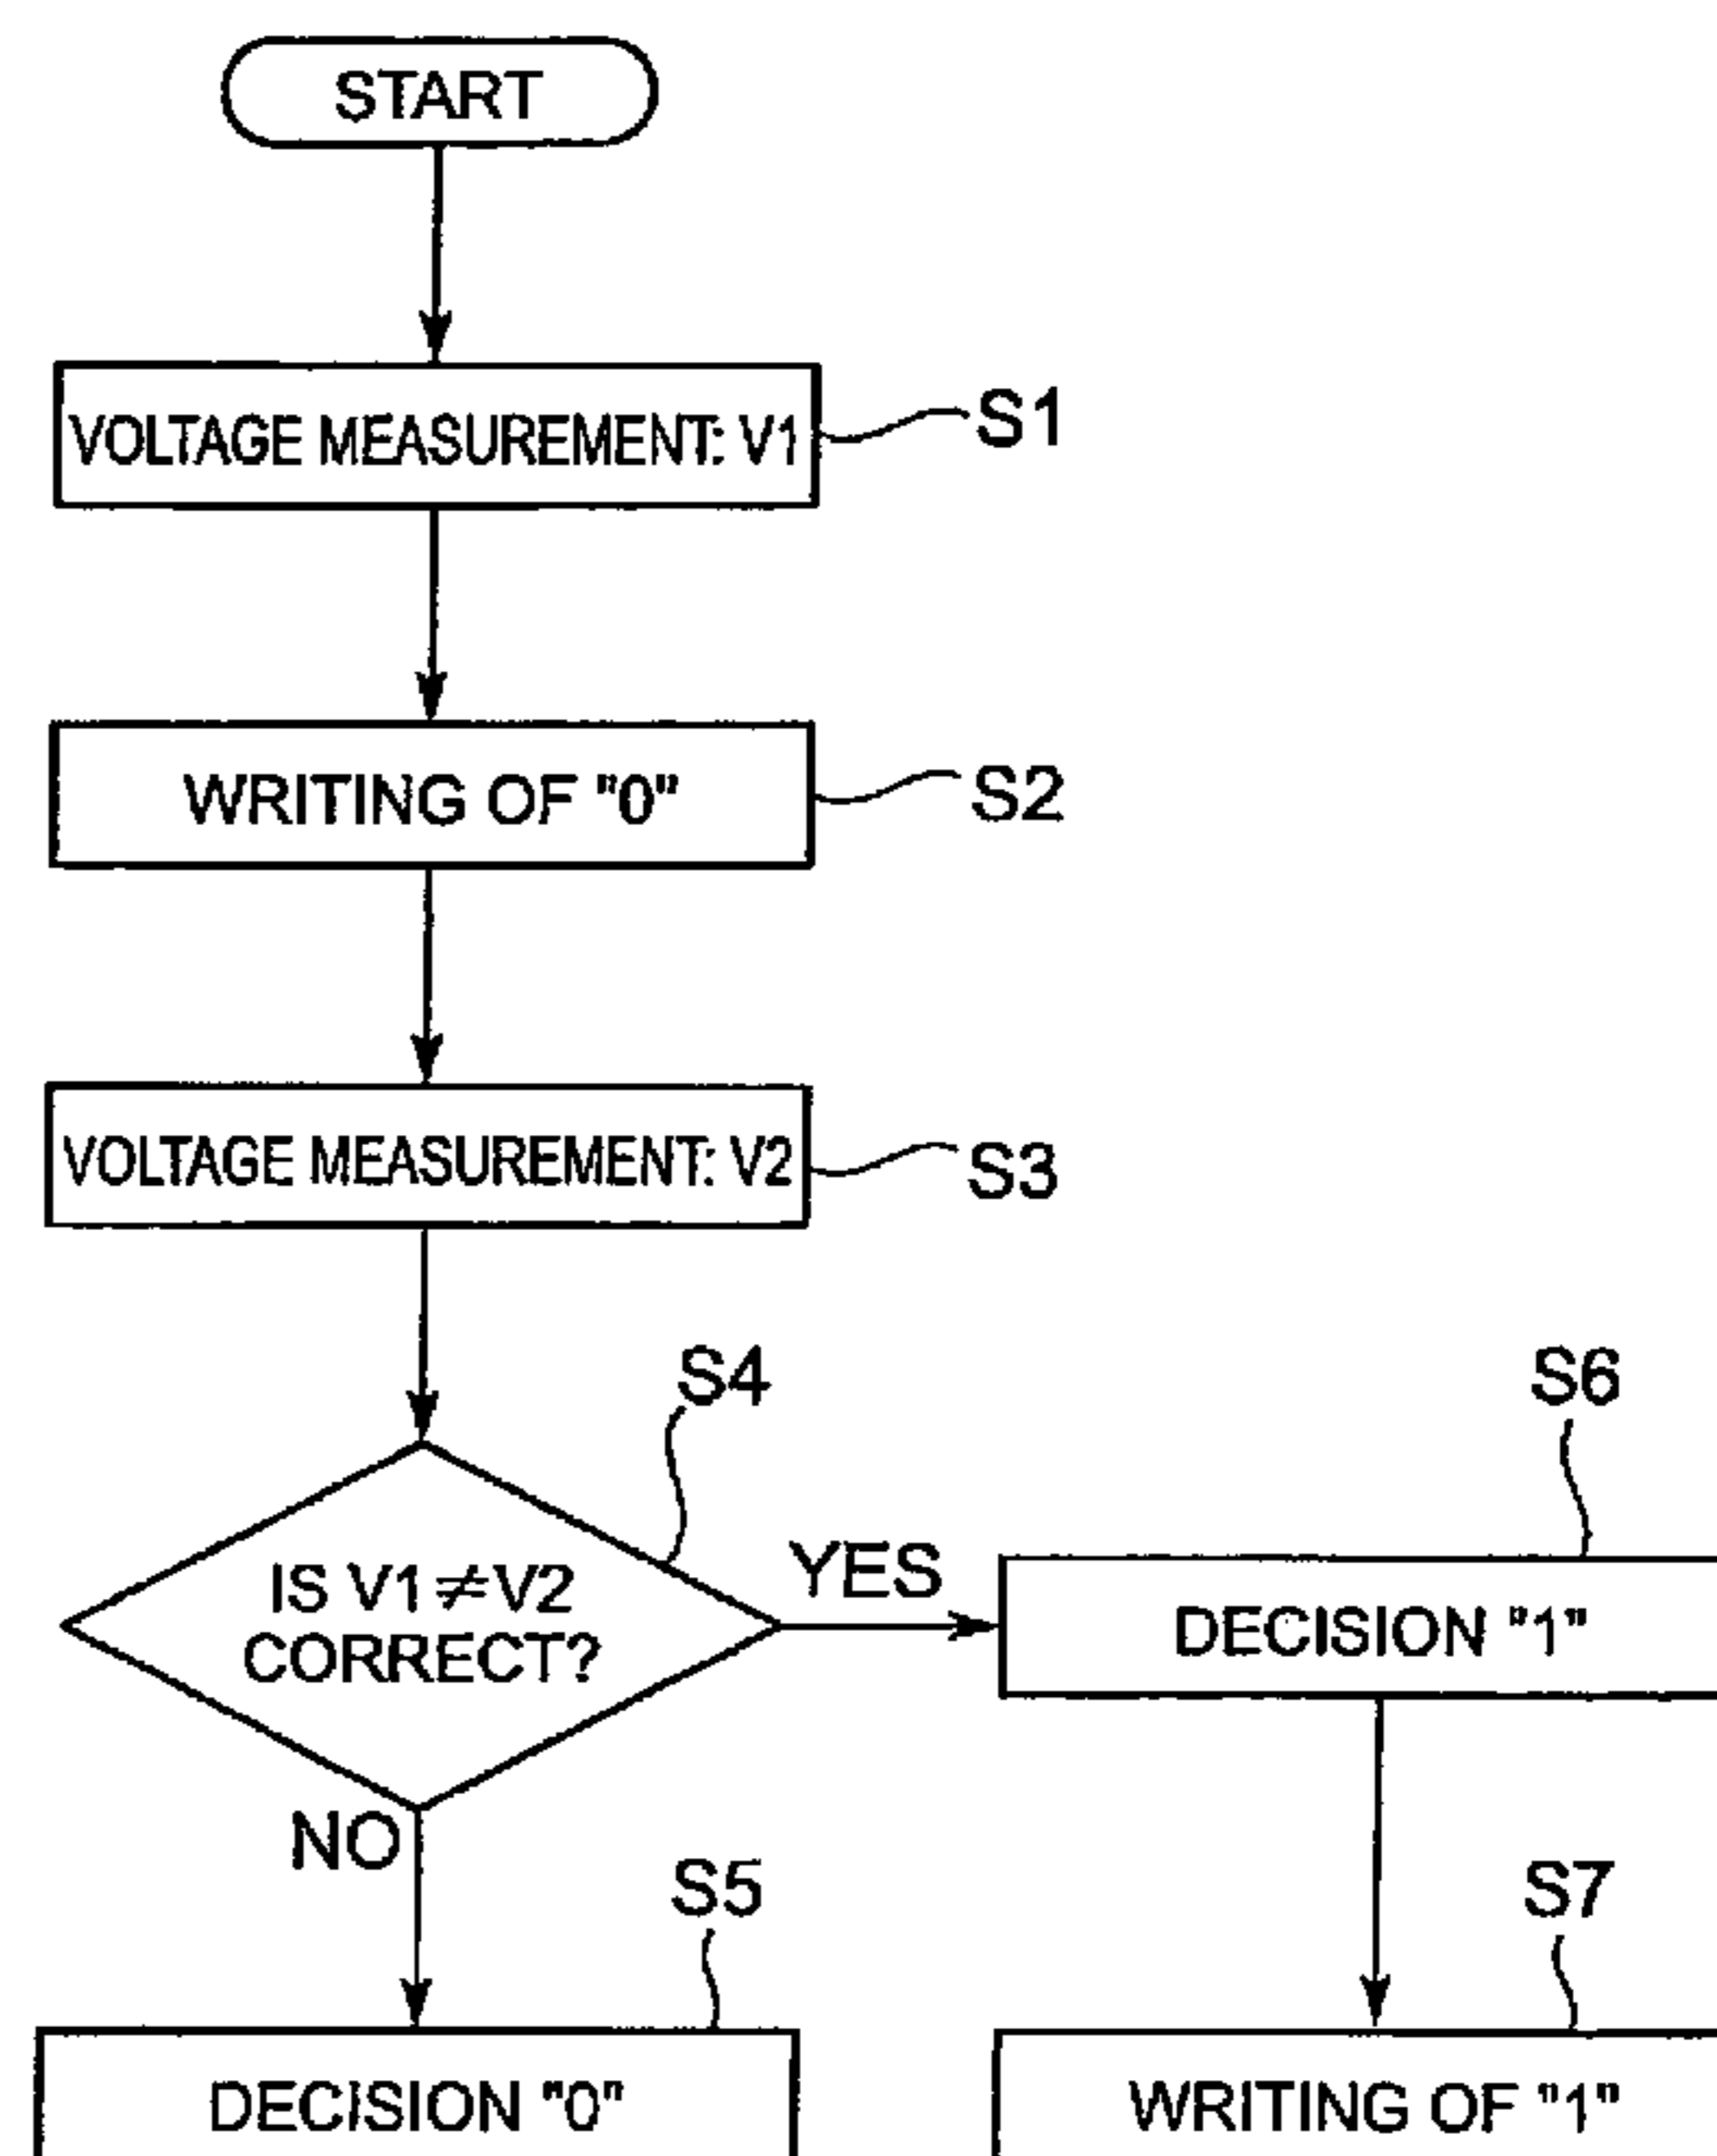 START
VOLTAGE MEASUREMENT: V1
S1
WRITING OF "0"
S2
VOLTAGE MEASUREMENT: V2
S3
S4
S6
IS V1≠V2
CORRECT?
YES
DECISION "1"
NO
S5
S7
DECISION "0"
WRITING OF "1"